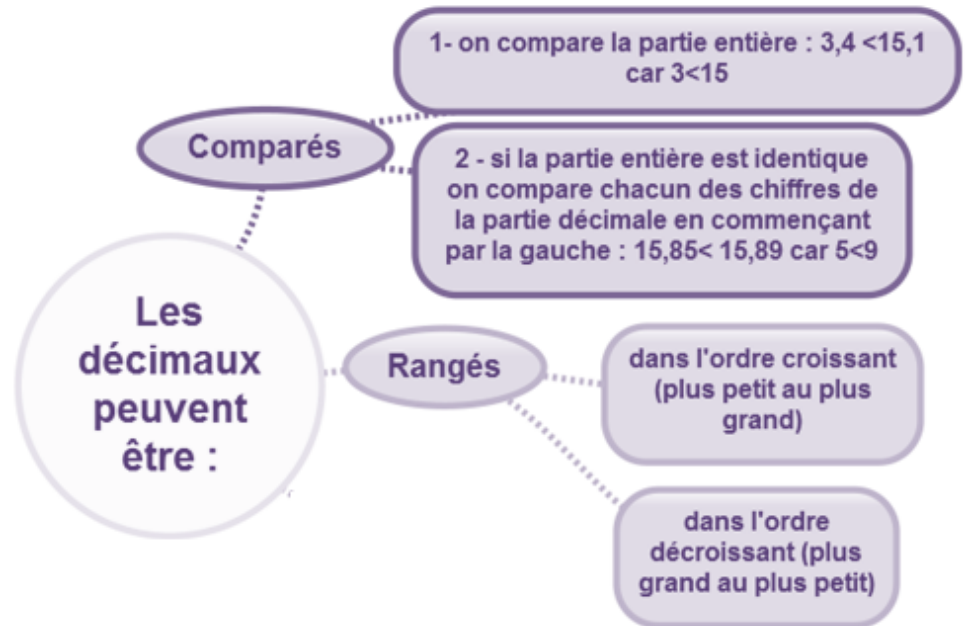 1- on compare la partie entière : 3,4 <15,1
car 3<15
Comparés
2 - si la partie entière est identique
on compare chacun des chiffres de
la partie décimale en commençant
par la gauche : 15,85< 15,89 car 5<9
Les
décimaux
peuvent
être :
Rangés
dans l'ordre croissant
(plus petit au plus
grand)
dans l'ordre
décroissant (plus
grand au plus petit)